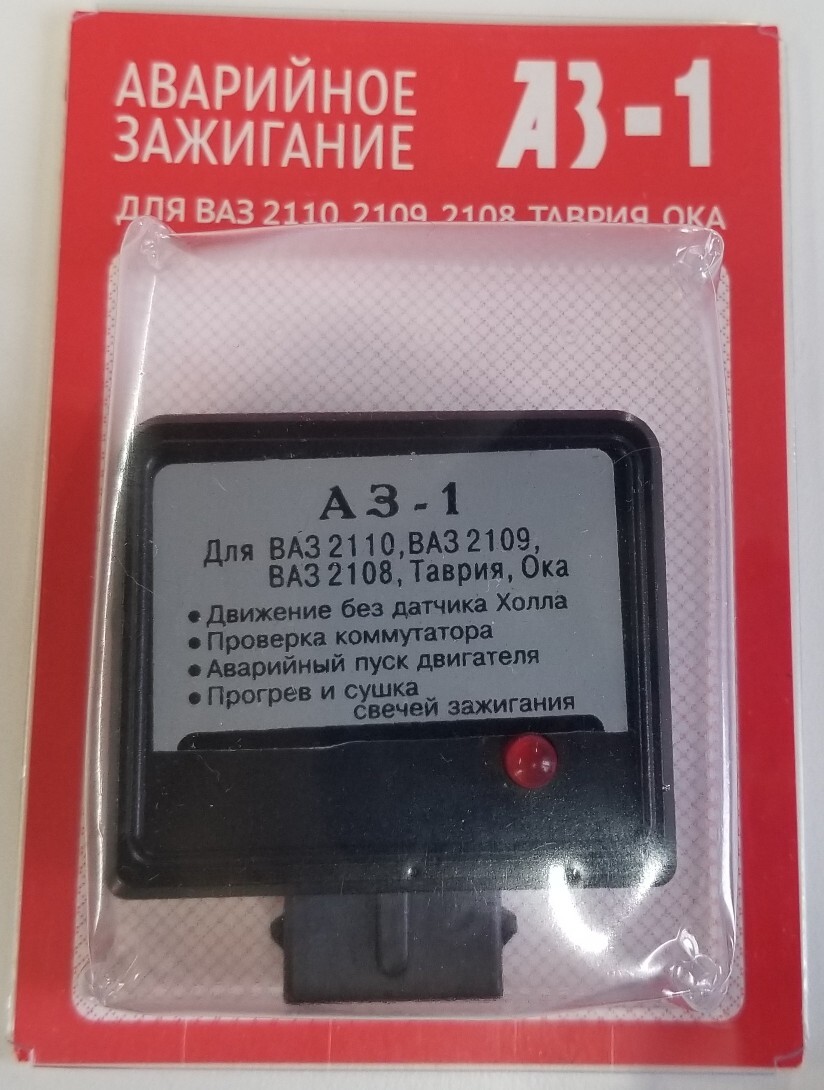 АВАРИЙНОЕ
ЗАЖИГАНИЕ
АЗ-1
ДЛЯ ВАЗ 2110, 2109, 2108, ТАВРИЯ, ОКА
АЗ-1
Для ВАЗ 2110, ВАЗ 2109,
ВАЗ 2108, Таврия, Ока
• Движение без датчика Холла
• Проверка коммутатора
• Аварийный пуск двигателя
• Прогрев и сушка
свечей зажигания